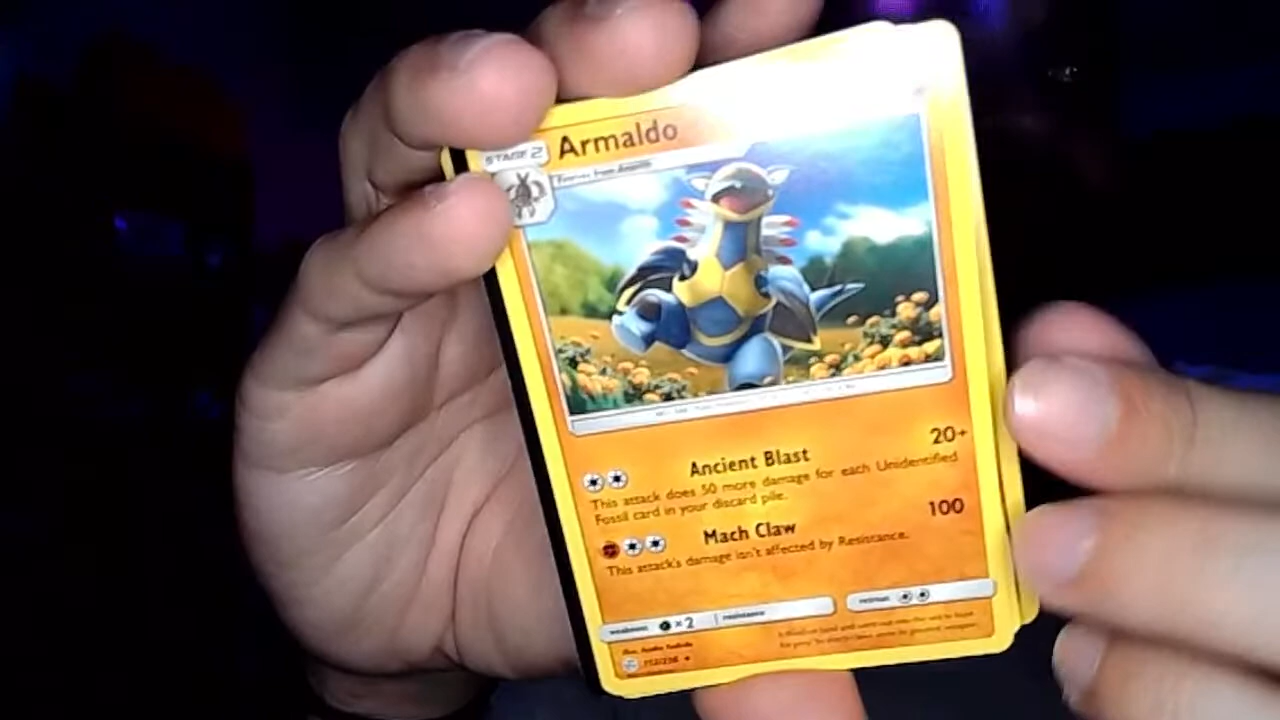 Armaldo
STAGE 2
Evolves from Anorith
Ancient Blast 20+
This attack does 50 more damage for each Unidentified
Fossil card in your discard pile.
Mach Claw 100
This attack's damage isn't affected by Resistance.
weakness ×2 resistance
retreat